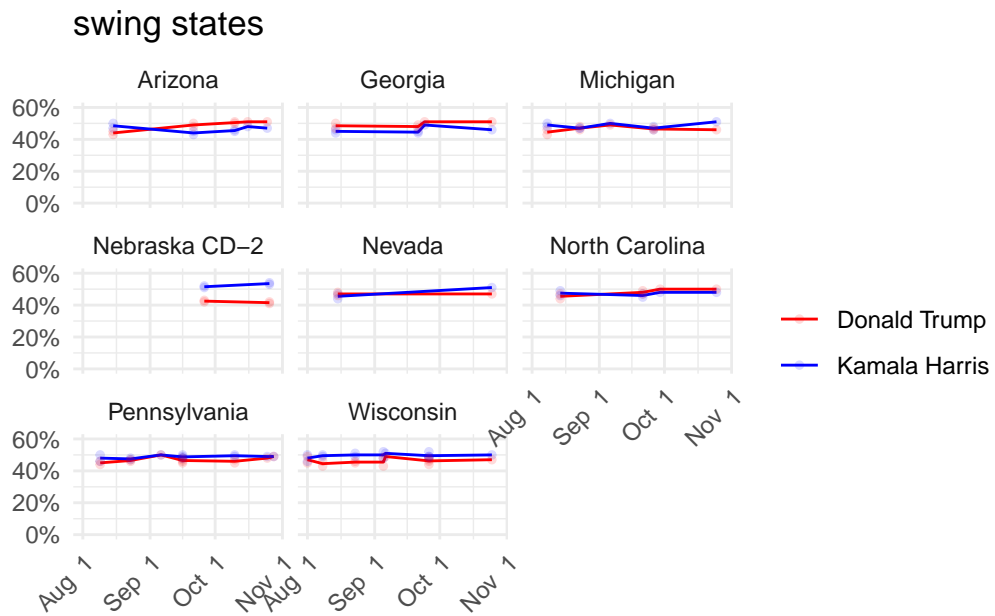 swing states
Arizona
Georgia
Michigan
60%
40%
20%
0%
Nebraska CD−2
Nevada
North Carolina
60%
40%
20%
0%
Donald Trump
Kamala Harris
Pennsylvania
Wisconsin
Aug 1
Sep 1
Oct 1
Nov 1
60%
40%
20%
0%
Aug 1
Sep 1
Oct 1
Nov 1
Aug 1
Sep 1
Oct 1
Nov 1